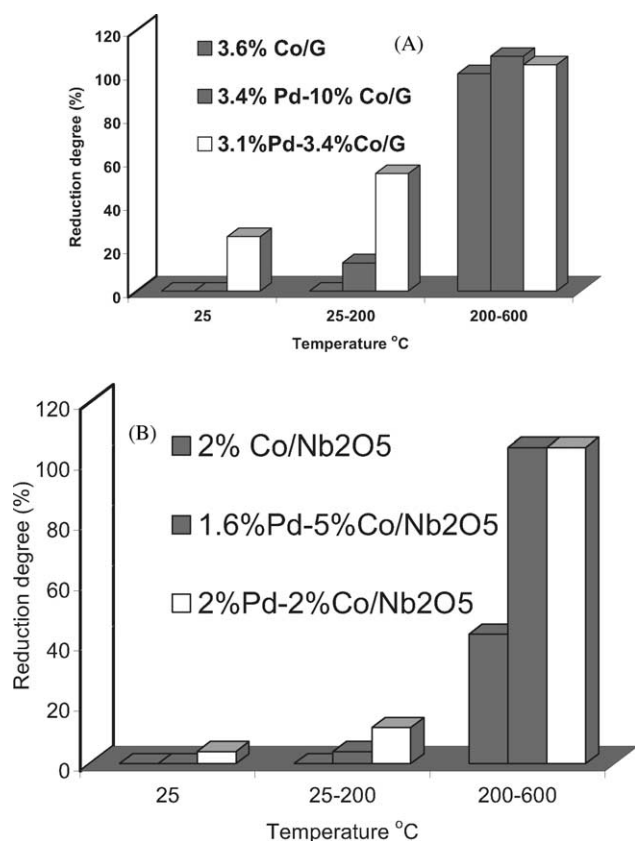 (A)
120
100
80
60
40
20
0
Reduction degree (%)
3.6% Co/G
3.4% Pd-10% Co/G
3.1%Pd-3.4%Co/G
25
25-200
200-600
Temperature °C
(B)
120
100
80
60
40
20
0
Reduction degree (%)
2% Co/Nb2O5
1.6%Pd-5%Co/Nb2O5
2%Pd-2%Co/Nb2O5
25
25-200
200-600
Temperature °C